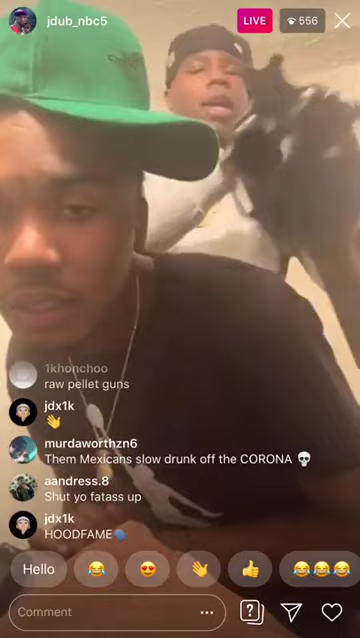 jdub_nbc5
LIVE
556
1khonchoo
raw pellet guns
jdx1k
👋
murdaworthzn6
Them Mexicans slow drunk off the CORONA 💀
aandress.8
Shut yo fatass up
jdx1k
HOODFAME🗣
Hello 😂 😍 👋 👍 😂😂😂
Comment